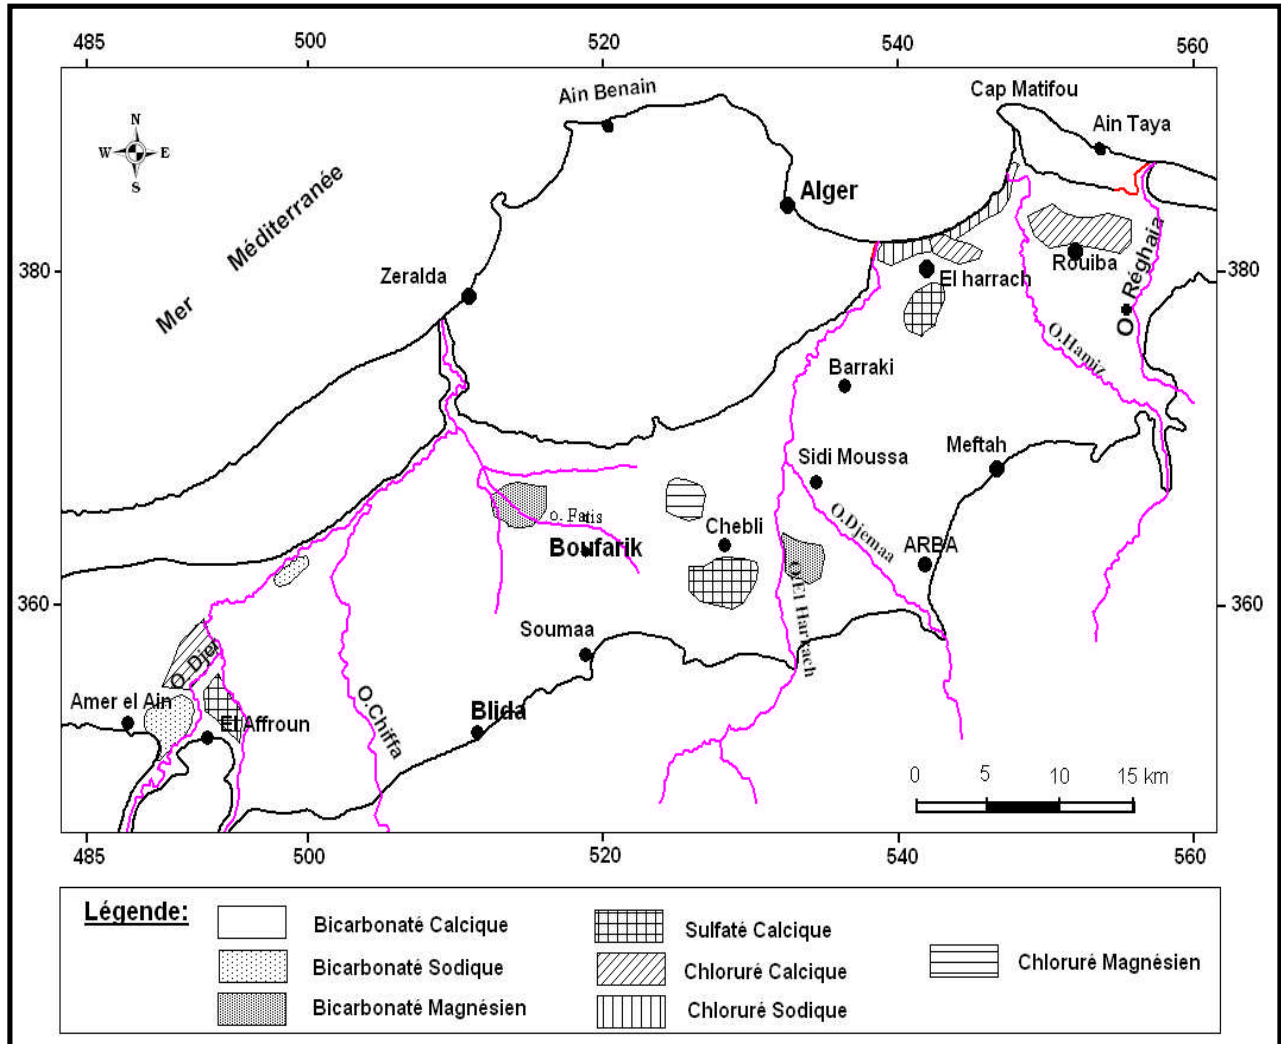 485 500 520 540 560
Cap Matifou
Ain Benain
Ain Taya
N
W E
S
Alger
Mer Méditerranée
Zeralda
380 380
El harrach
Rouiba
O Réghaia
O.Hamiz
Barraki
Sidi Moussa
Meftah
o. Fatis
Chebli
O.Djemaa
Boufarik
ARBA
O.El Harrach
360 360
Soumaa
O. Djer
Amer el Ain
El Affroun
O.Chiffa
Blida
0 5 10 15 km
485 500 520 540 560
Légende:
Bicarbonaté Calcique
Bicarbonaté Sodique
Bicarbonaté Magnésien
Sulfaté Calcique
Chloruré Calcique
Chloruré Sodique
Chloruré Magnésien